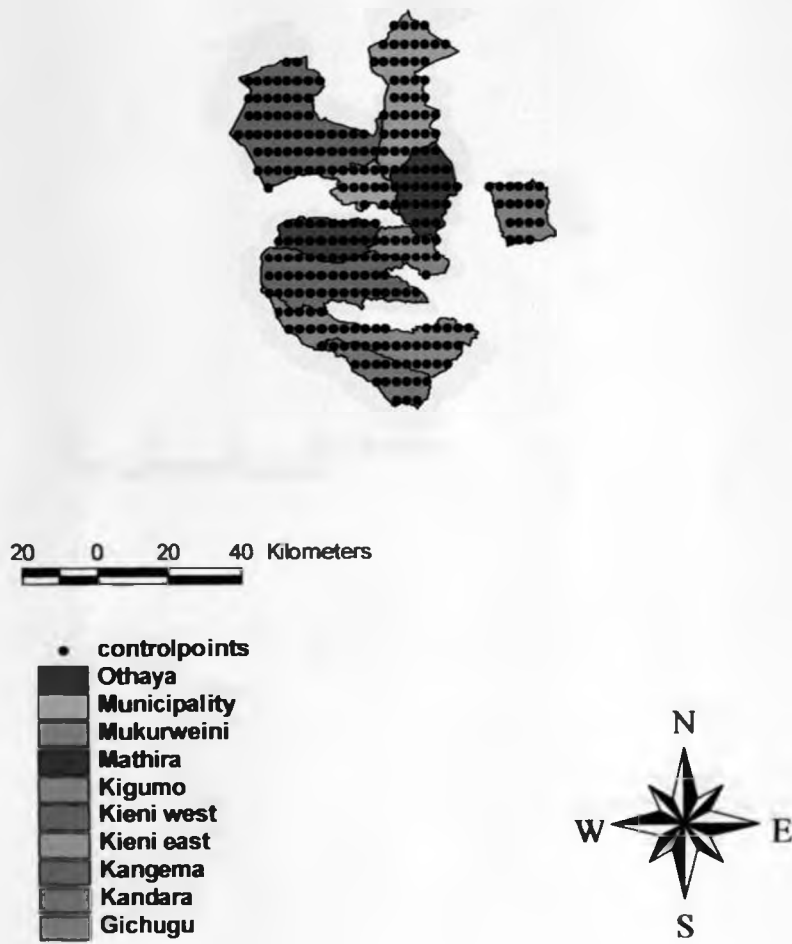 20 0 20 40 Kilometers
controlpoints
Othaya
Municipality
Mukurweini
Mathira
Kigumo
Kieni west
Kieni east
Kangema
Kandara
Gichugu
N
W E
S